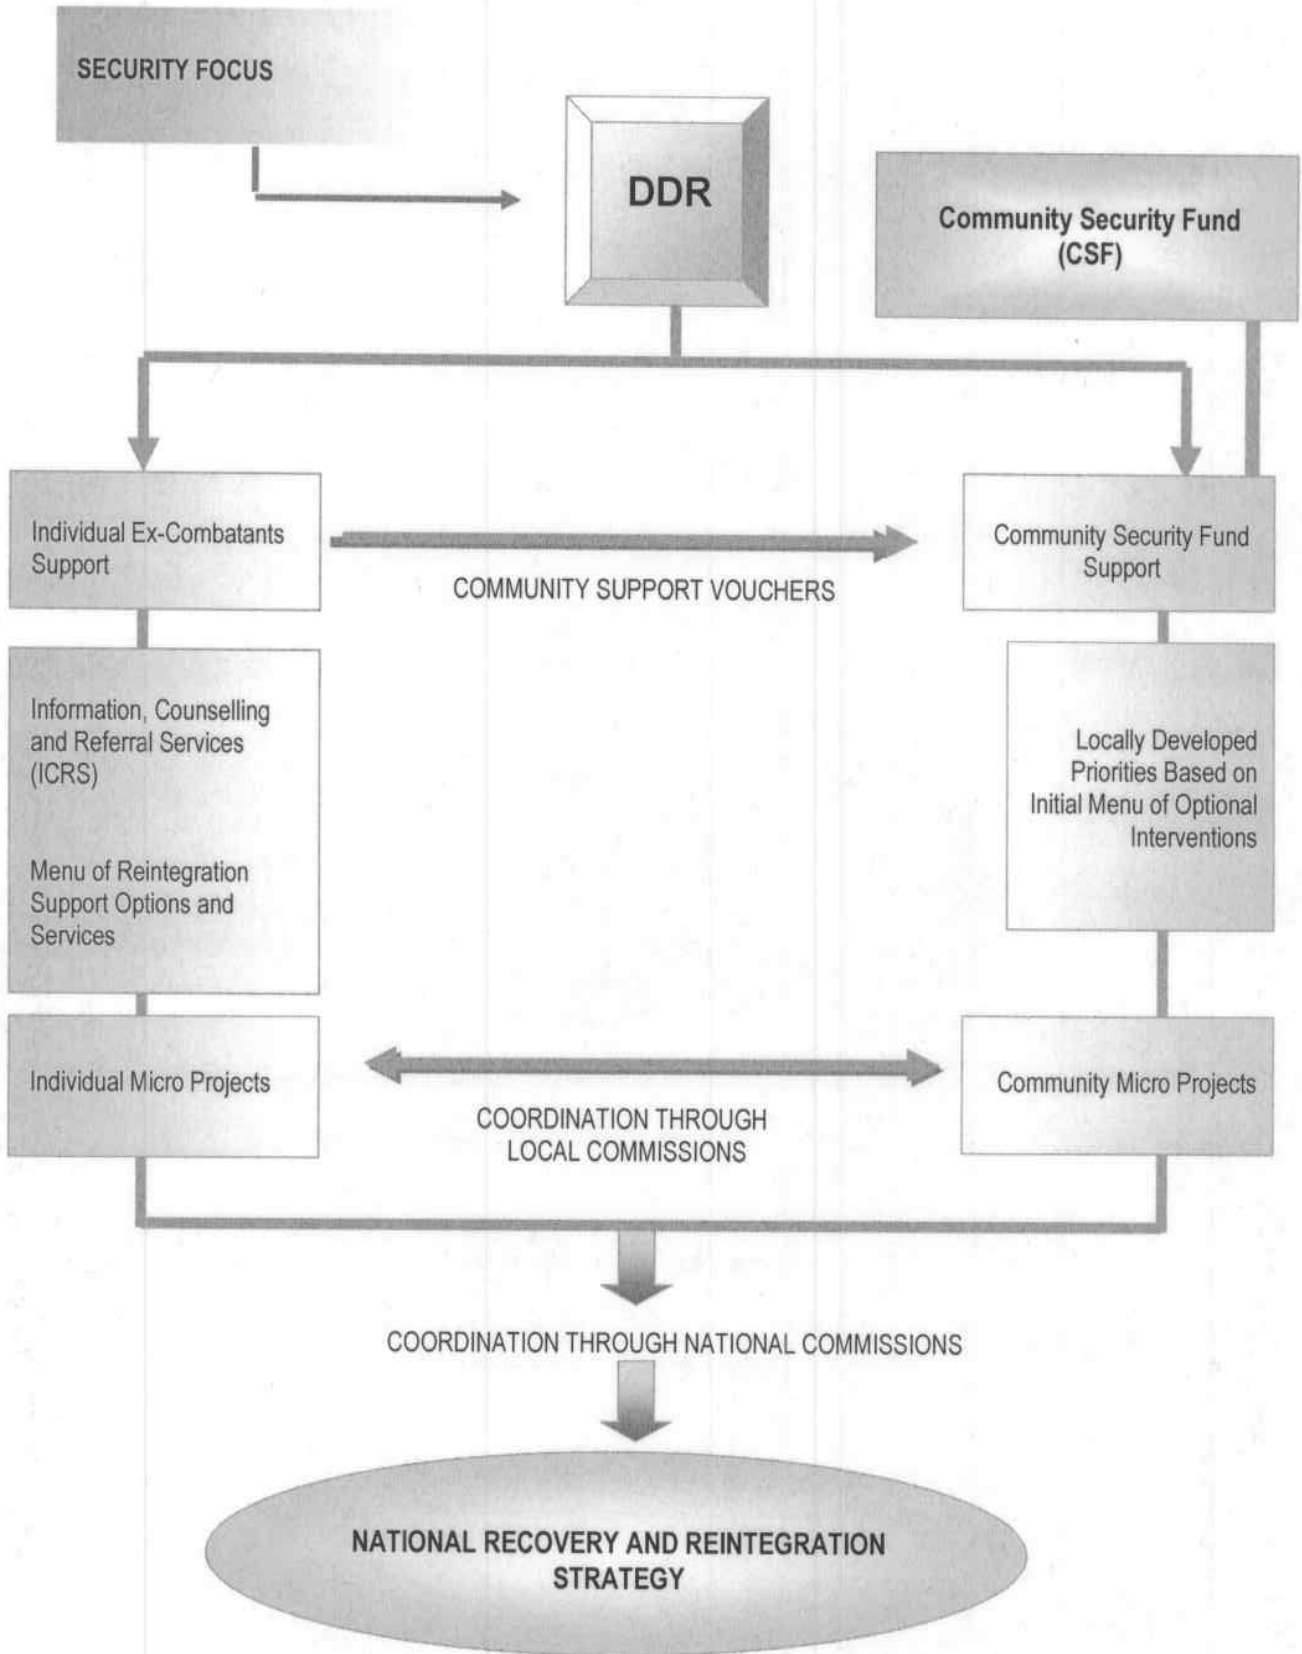 SECURITY FOCUS
DDR
Community Security Fund
(CSF)
Individual Ex-Combatants
Support
COMMUNITY SUPPORT VOUCHERS
Community Security Fund
Support
Information, Counselling
and Referral Services
(ICRS)
Menu of Reintegration
Support Options and
Services
Locally Developed
Priorities Based on
Initial Menu of Optional
Interventions
Individual Micro Projects
COORDINATION THROUGH
LOCAL COMMISSIONS
Community Micro Projects
COORDINATION THROUGH NATIONAL COMMISSIONS
NATIONAL RECOVERY AND REINTEGRATION
STRATEGY